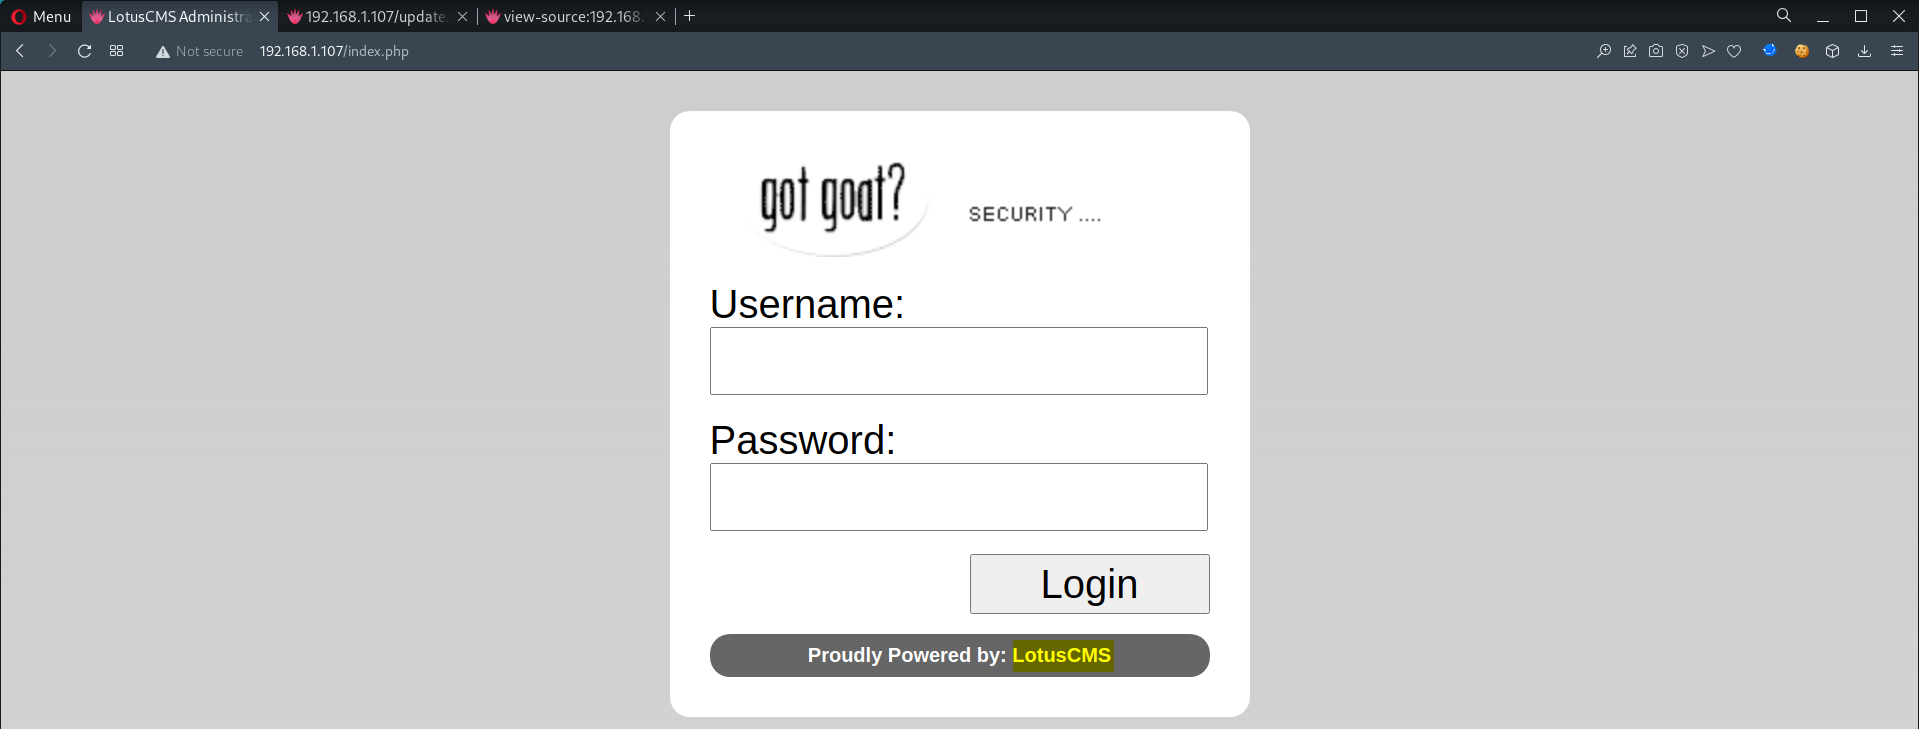 Menu
LotusCMS Administra
192.168.1.107/update.
view-source:192.168.
Not secure 192.168.1.107/index.php
got goat?
SECURITY ....
Username:
Password:
Login
Proudly Powered by: LotusCMS